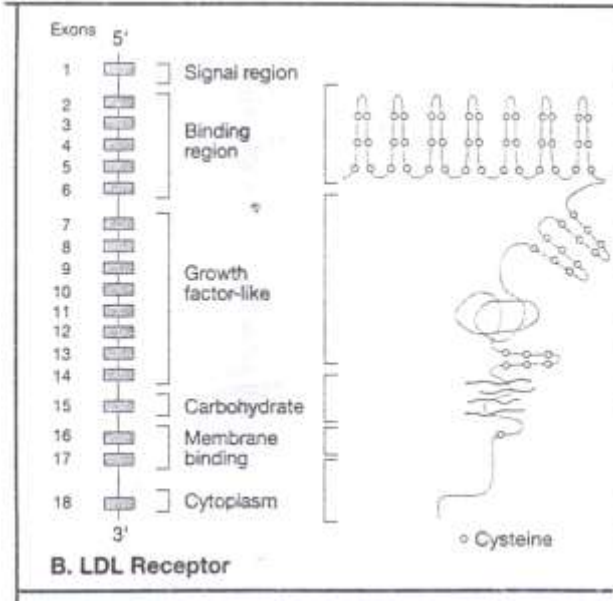 Exons
5'
1 Signal region
2
3
4 Binding region
5
6
7
8
9
10 Growth factor-like
11
12
13
14
15 Carbohydrate
16 Membrane binding
17
18 Cytoplasm
3'
○ Cysteine
B. LDL Receptor